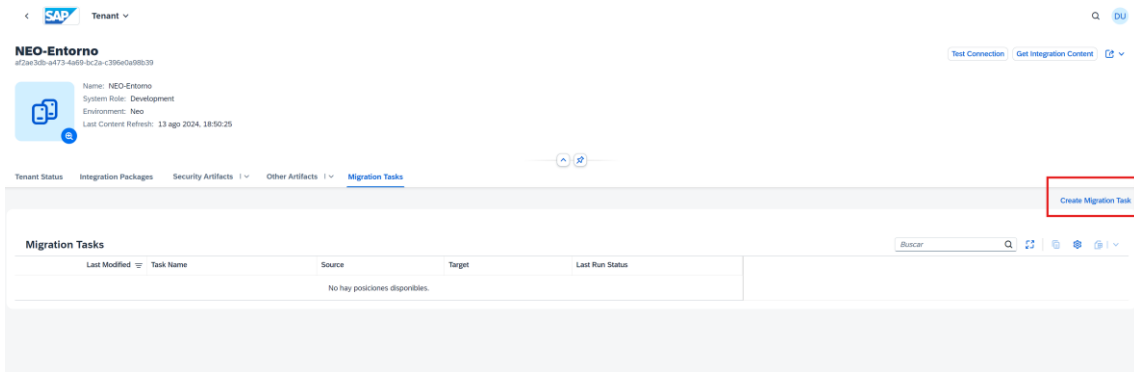 SAP Tenant DU
NEO-Entorno
af2ae3db-a473-4a69-bc2a-c396e0a98b39
Test Connection Get Integration Content
Name: NEO-Entorno
System Role: Development
Environment: Neo
Last Content Refresh: 13 ago 2024, 18:50:25
Tenant Status Integration Packages Security Artifacts Other Artifacts Migration Tasks
Create Migration Task
Migration Tasks Buscar
Last Modified Task Name Source Target Last Run Status
No hay posiciones disponibles.